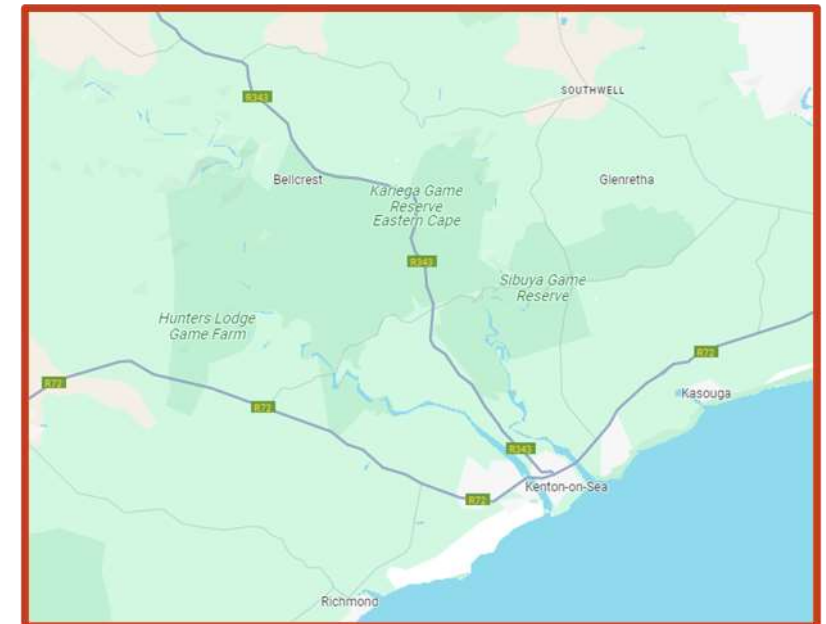 SOUTHWELL
R343
Bellcrest
Glenretha
Kariega Game
Reserve
Eastern Cape
R343
Sibuya Game
Reserve
Hunters Lodge
Game Farm
R72
R72
Kasouga
R72
R343
Kenton-on-Sea
R72
Richmond